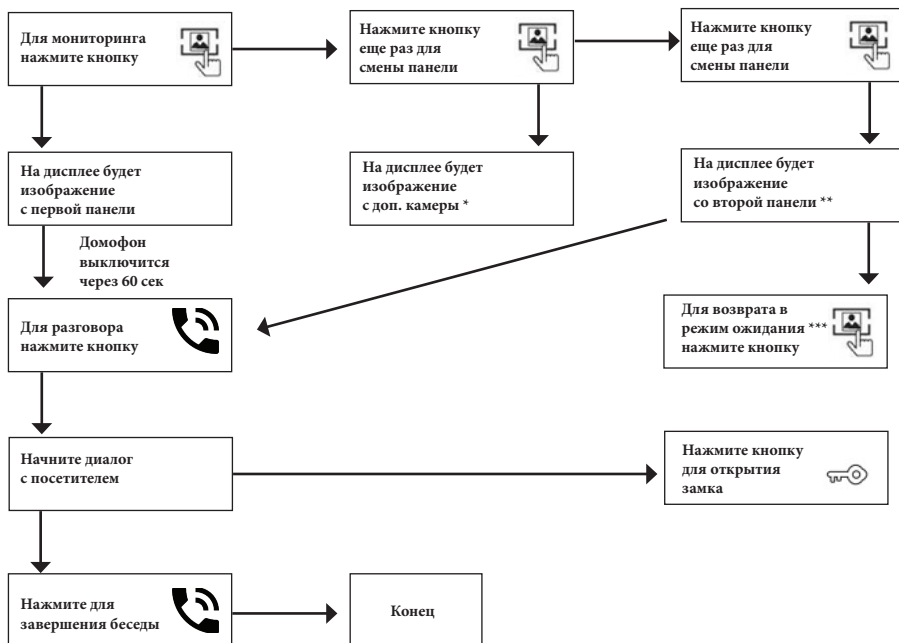 Для мониторинга
нажмите кнопку
Нажмите кнопку
еще раз для
смены панели
Нажмите кнопку
еще раз для
смены панели
На дисплее будет
изображение
с первой панели
На дисплее будет
изображение
с доп. камеры *
На дисплее будет
изображение
со второй панели **
Домофон
выключится
через 60 сек
Для разговора
нажмите кнопку
Для возврата в
режим ожидания ***
нажмите кнопку
Начните диалог
с посетителем
Нажмите кнопку
для открытия
замка
Нажмите для
завершения беседы
Конец